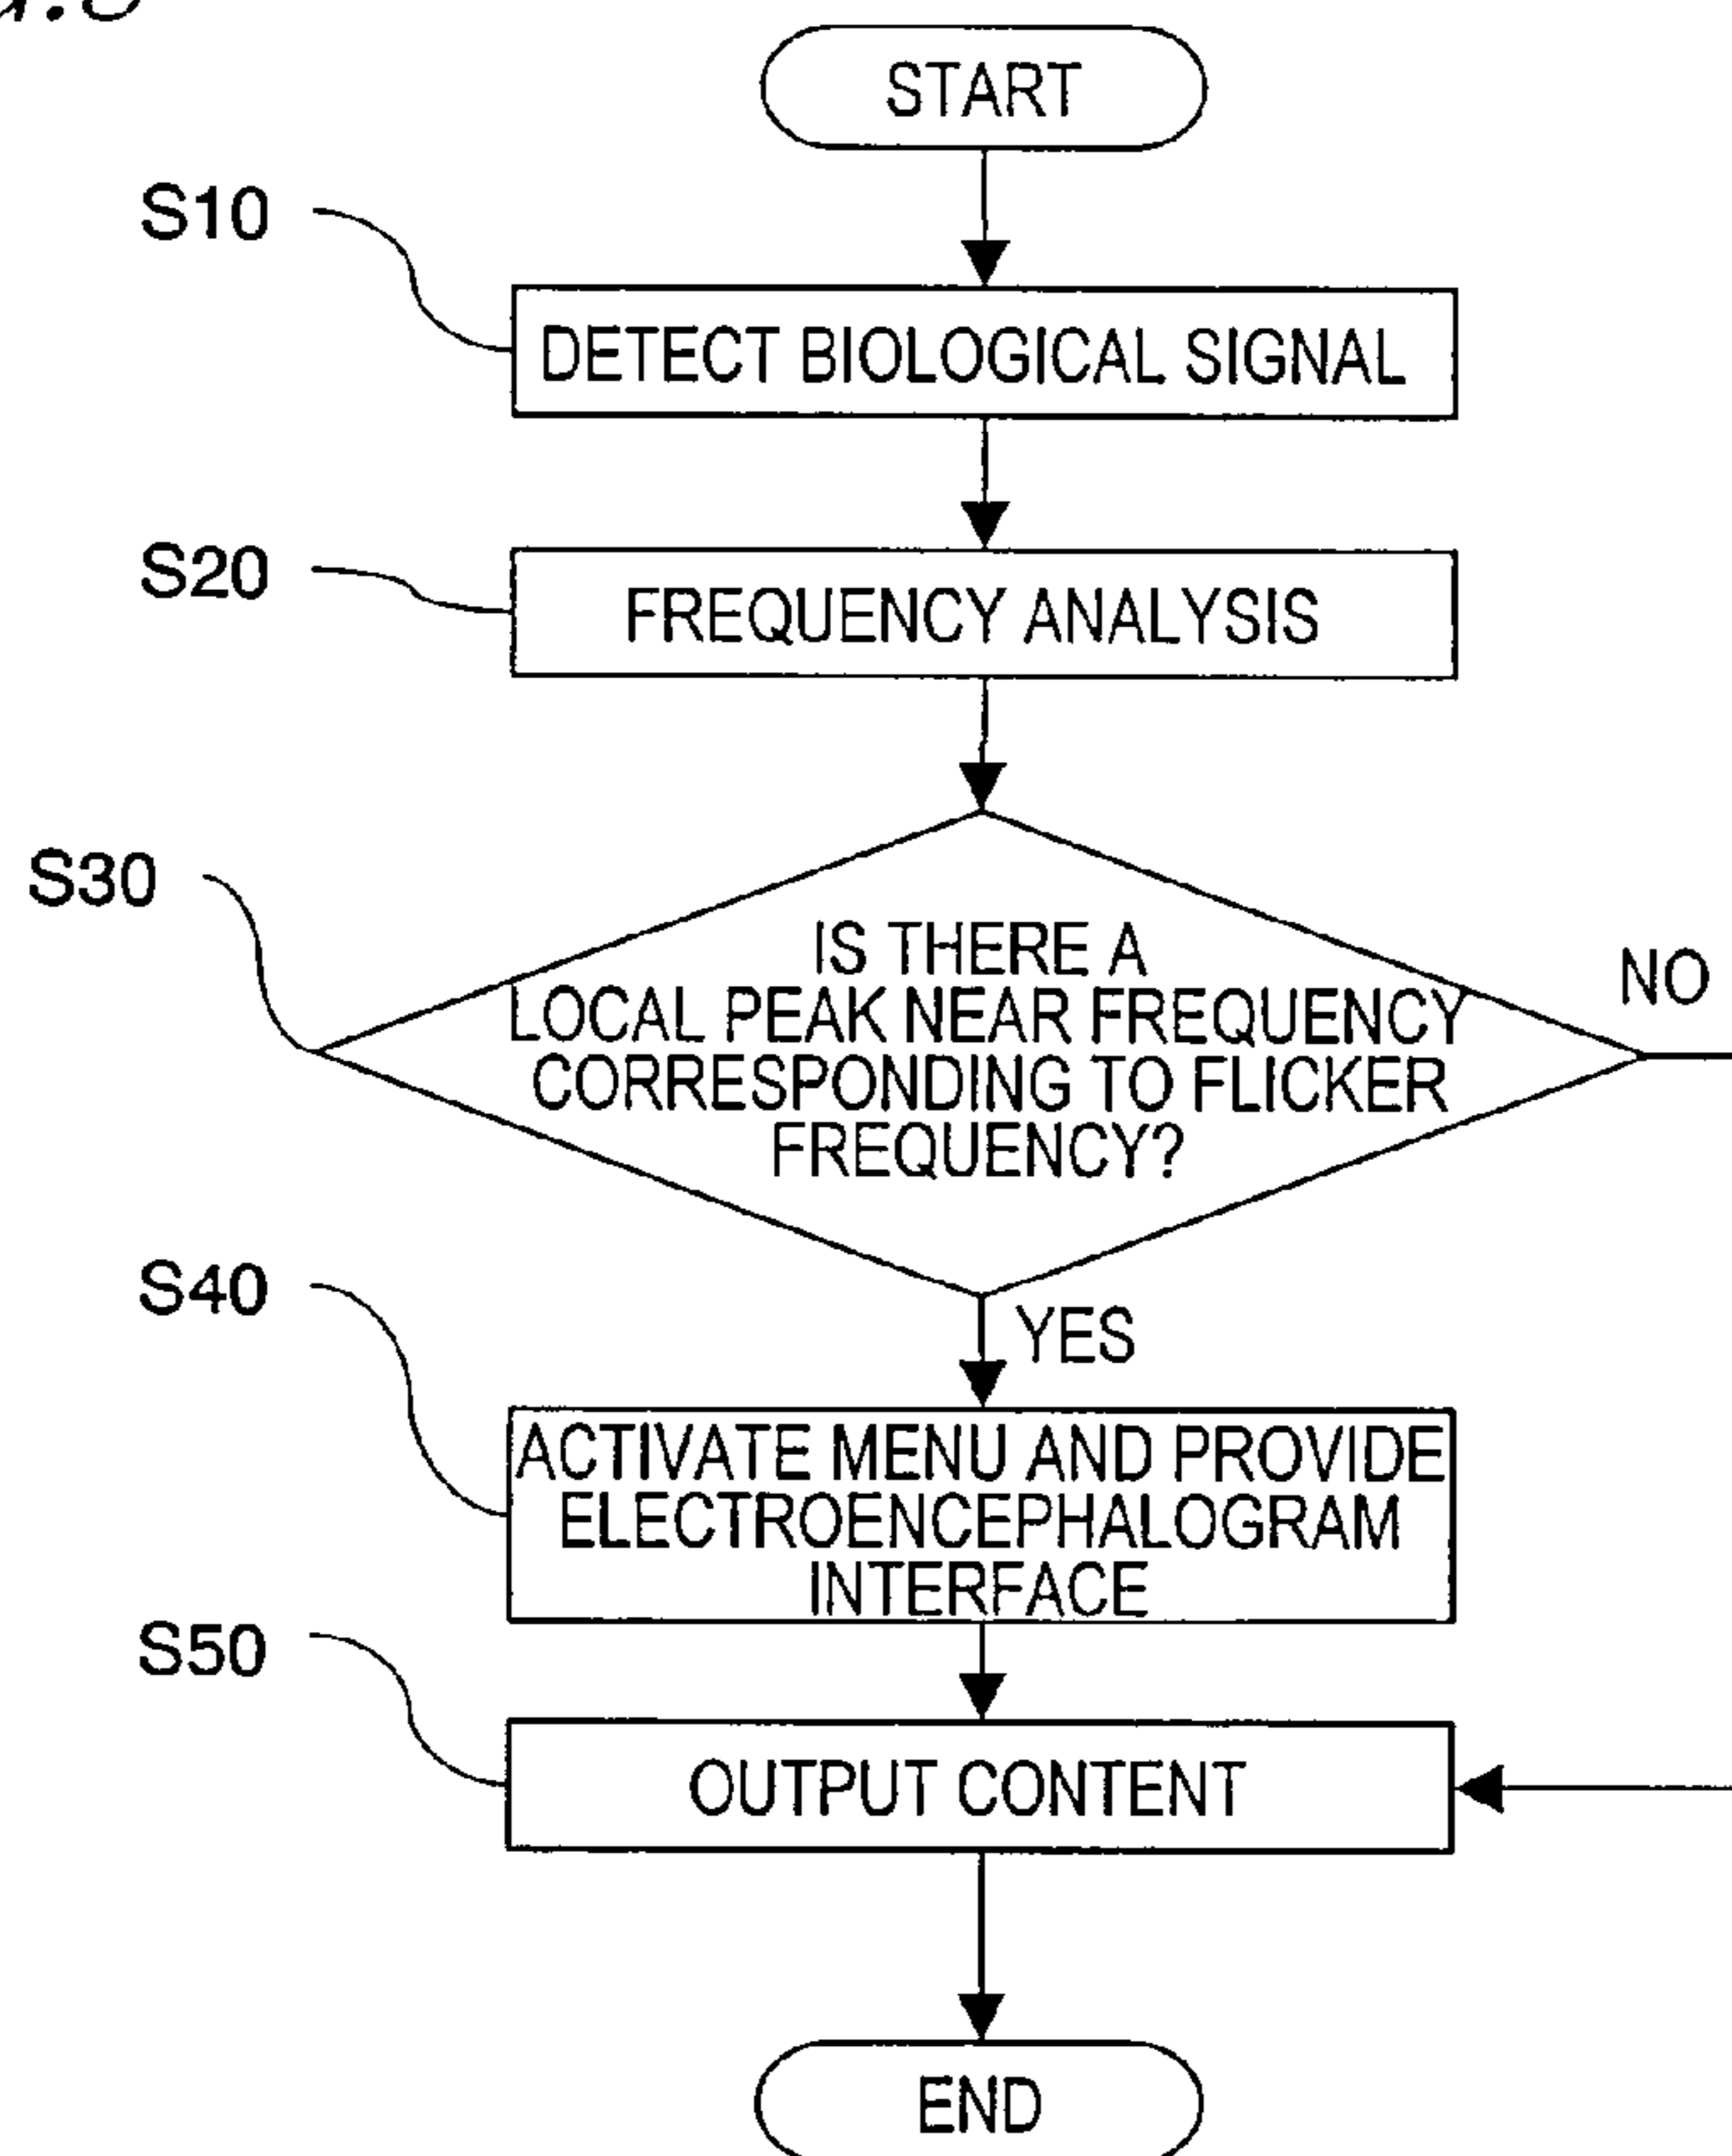 START
S10
DETECT BIOLOGICAL SIGNAL
S20
FREQUENCY ANALYSIS
S30
IS THERE A
LOCAL PEAK NEAR FREQUENCY
CORRESPONDING TO FLICKER
FREQUENCY?
NO
YES
S40
ACTIVATE MENU AND PROVIDE
ELECTROENCEPHALOGRAM
INTERFACE
S50
OUTPUT CONTENT
END